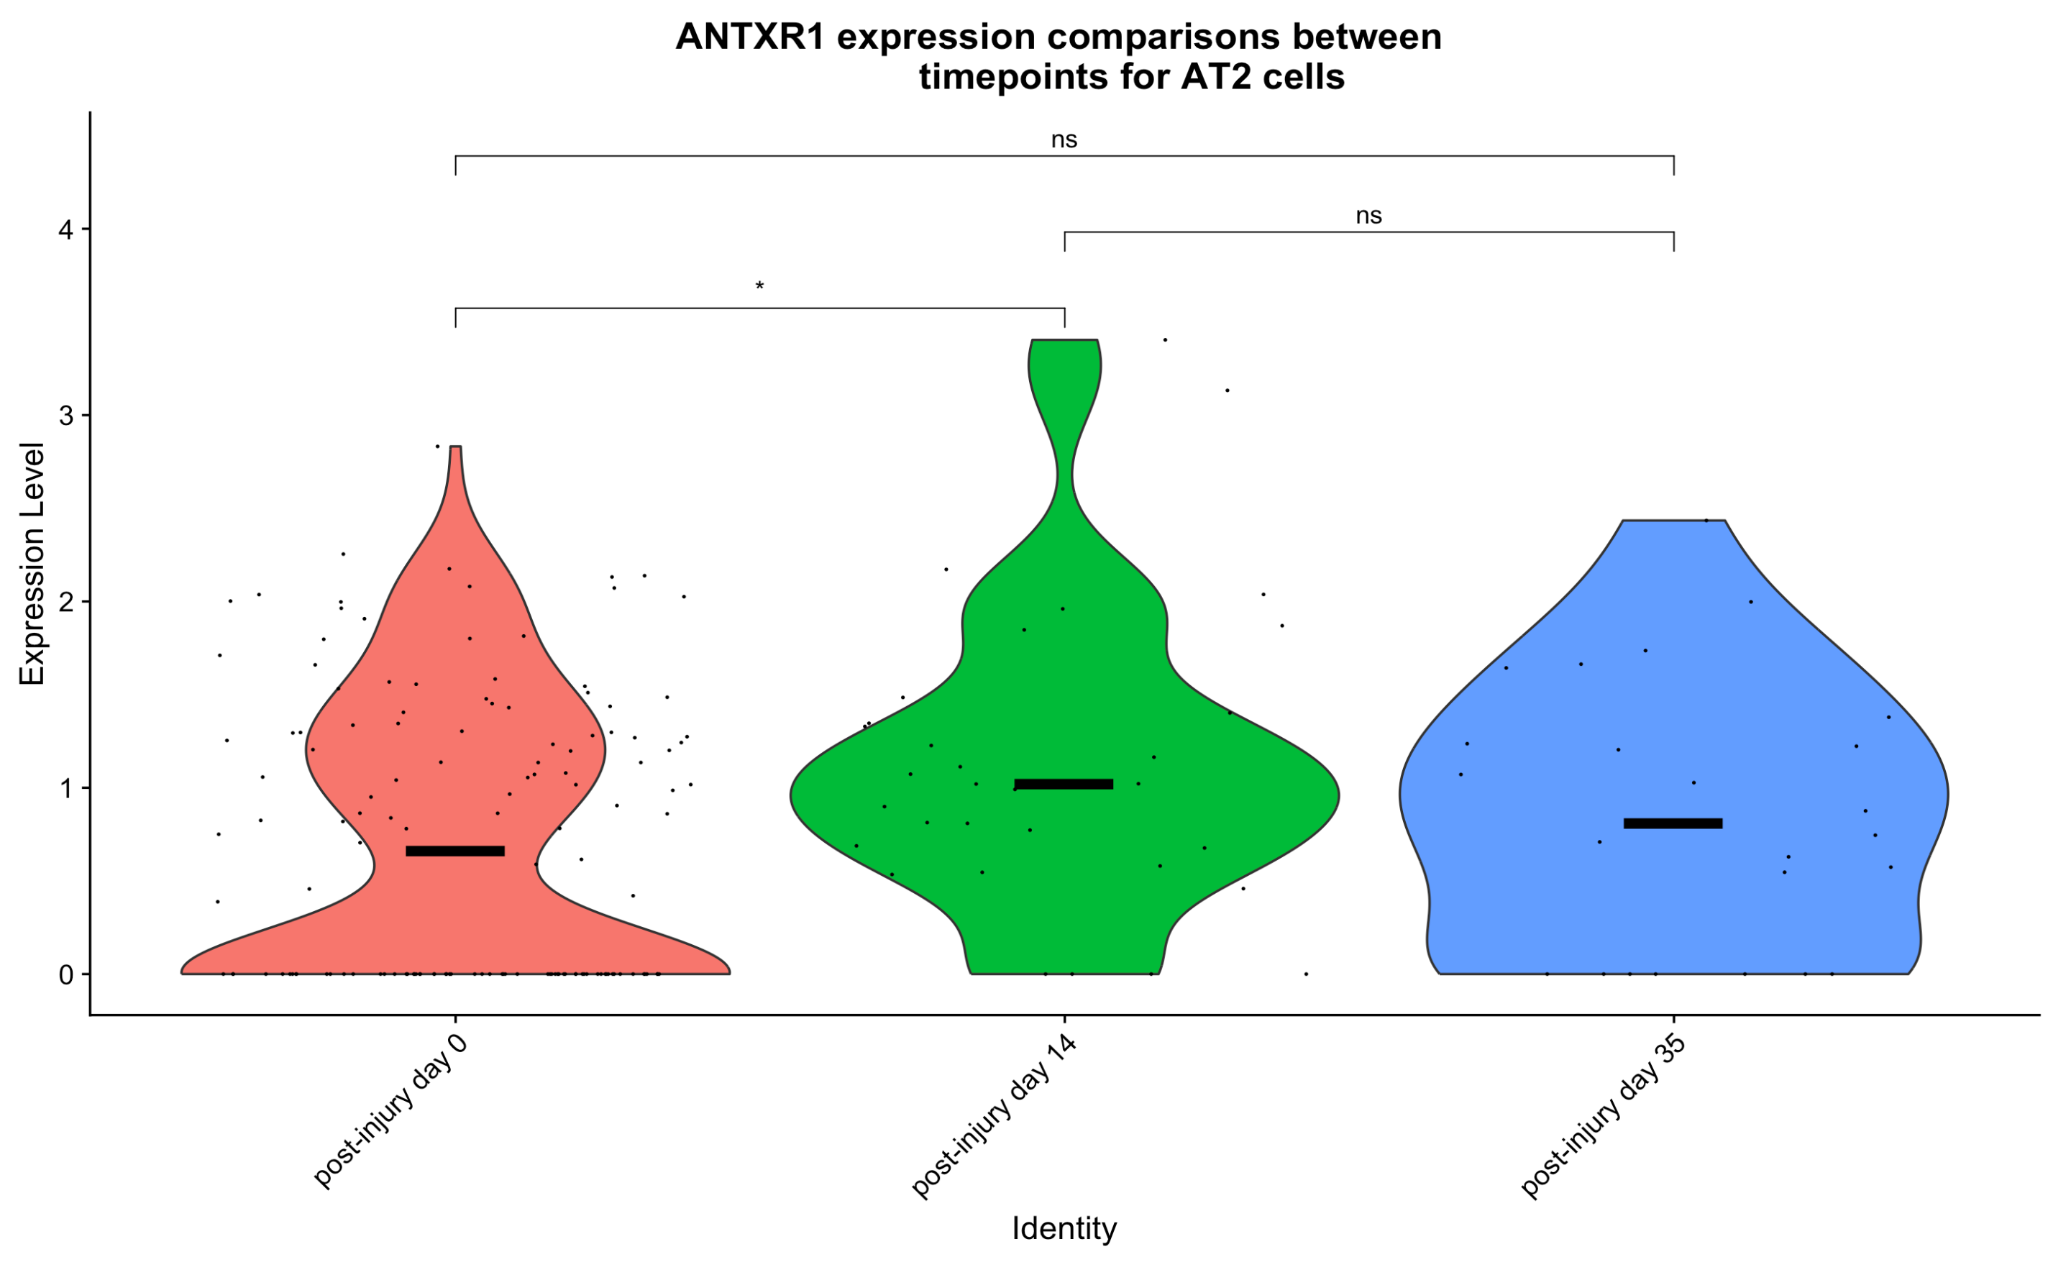 ANTXR1 expression comparisons between
timepoints for AT2 cells
ns
ns
*
4
3
2
1
0
Expression Level
post-injury day 0
post-injury day 14
post-injury day 35
Identity